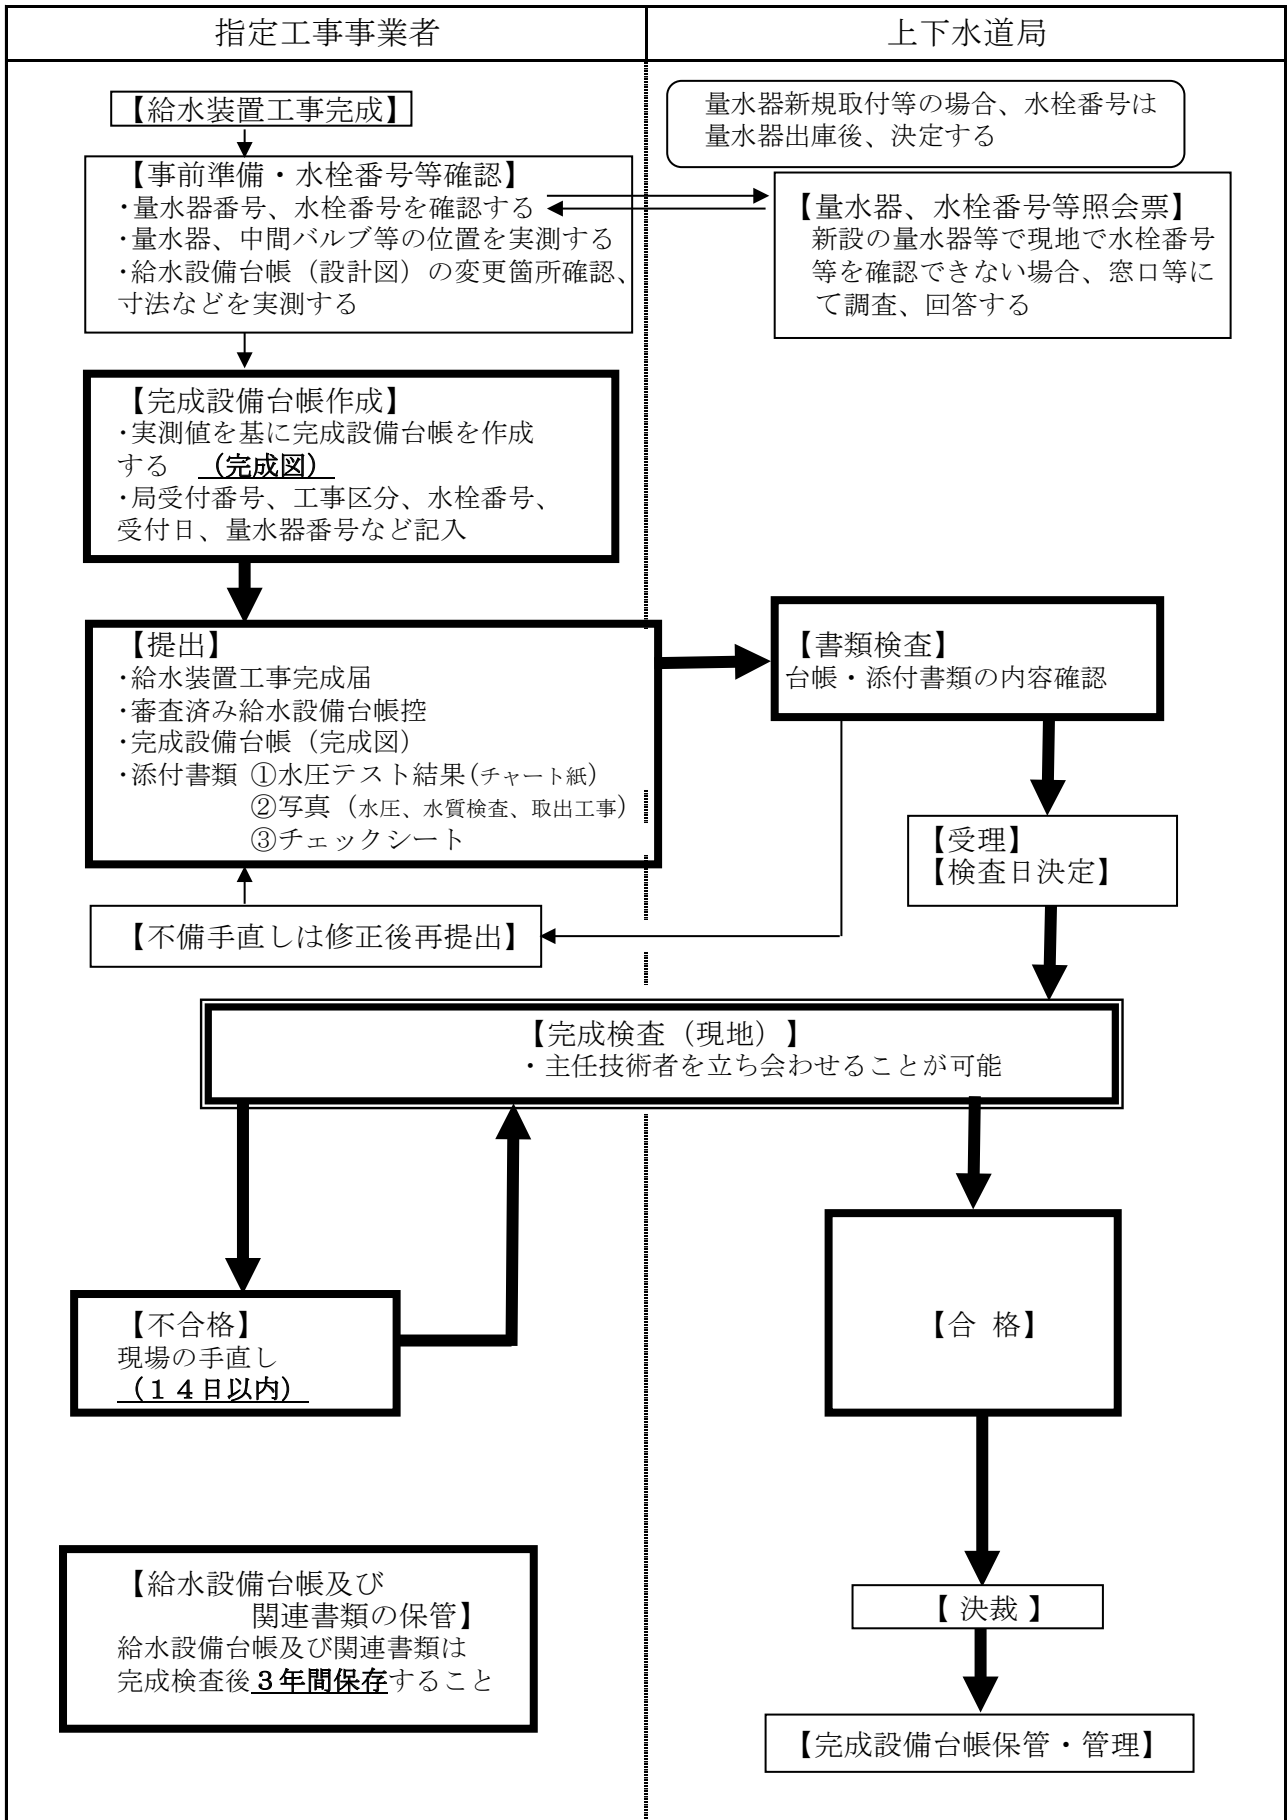 指定工事事業者
上下水道局
【給水装置工事完成】
量水器新規取付等の場合、水栓番号は
量水器出庫後、決定する
【事前準備・水栓番号等確認】
・量水器番号、水栓番号を確認する
・量水器、中間バルブ等の位置を実測する
・給水設備台帳（設計図）の変更箇所確認、
寸法などを実測する
【量水器、水栓番号等照会票】
新設の量水器等で現地で水栓番号
等を確認できない場合、窓口等に
て調査、回答する
【完成設備台帳作成】
・実測値を基に完成設備台帳を作成
する　（完成図）
・局受付番号、工事区分、水栓番号、
受付日、量水器番号など記入
【提出】
・給水装置工事完成届
・審査済み給水設備台帳控
・完成設備台帳（完成図）
・添付書類 ①水圧テスト結果(チャート紙)
②写真（水圧、水質検査、取出工事）
③チェックシート
【書類検査】
台帳・添付書類の内容確認
【受理】
【検査日決定】
【不備手直しは修正後再提出】
【完成検査（現地）】
・主任技術者を立ち会わせることが可能
【不合格】
現場の手直し
（１４日以内）
【合 格】
【給水設備台帳及び
関連書類の保管】
給水設備台帳及び関連書類は
完成検査後３年間保存すること
【 決裁 】
【完成設備台帳保管・管理】